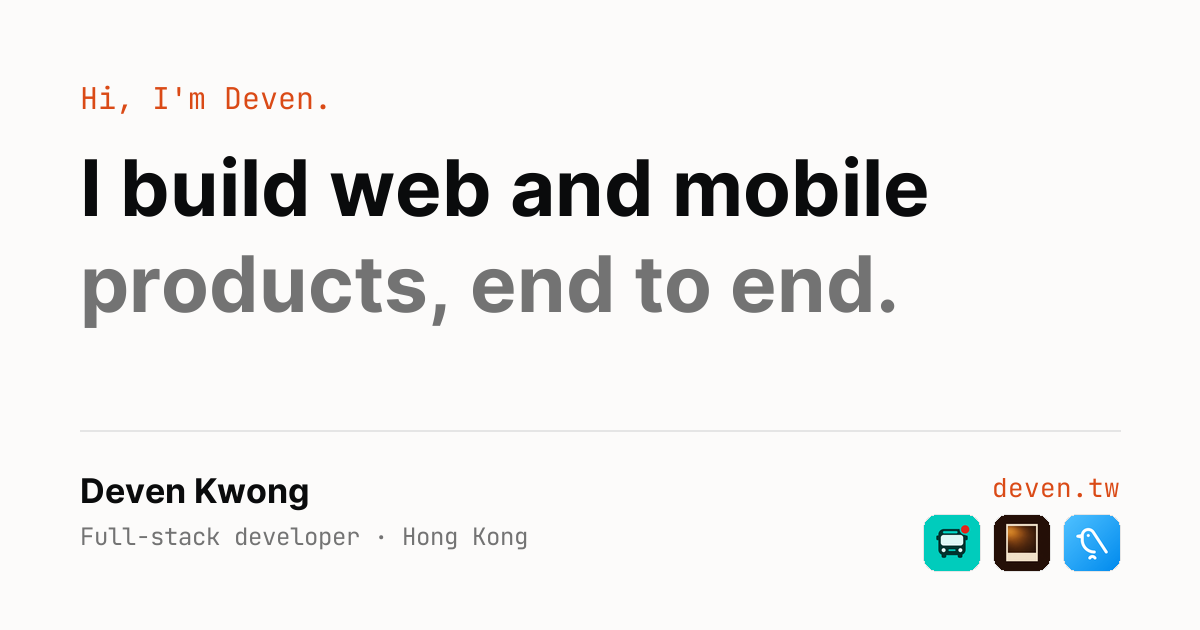 Hi, I'm Deven.
I build web and mobile
products, end to end.
Deven Kwong
Full-stack developer · Hong Kong
deven.tw